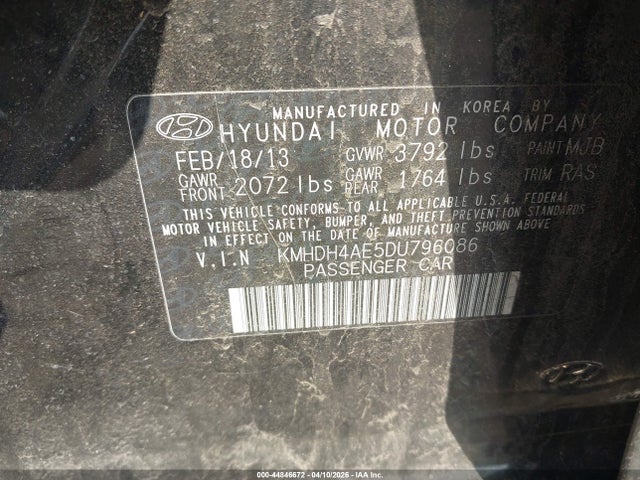 MANUFACTURED IN KOREA BY
HYUNDAI MOTOR COMPANY
FEB/18/13 GVWR 3792 lbs PAINT MJB
GAWR FRONT 2072 lbs GAWR REAR 1764 lbs TRIM RAS
THIS VEHICLE CONFORMS TO ALL APPLICABLE U.S.A. FEDERAL
MOTOR VEHICLE SAFETY, BUMPER, AND THEFT PREVENTION STANDARDS
IN EFFECT ON THE DATE OF MANUFACTURE SHOWN ABOVE
V.I.N KMHDH4AE5DU796086
PASSENGER CAR
000-44846672 - 04/10/2026 - IAA Inc.